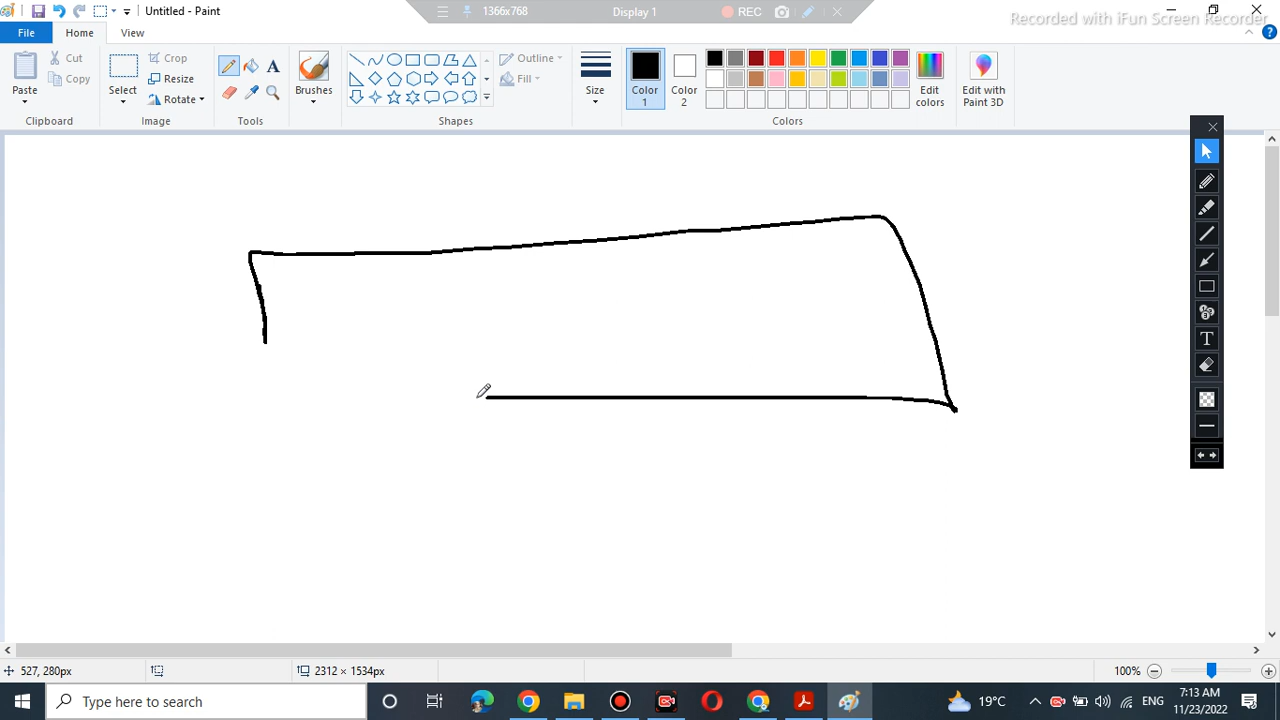 Untitled - Paint
1366x768
Display 1
REC
Recorded with iFun Screen Recorder
File
Home
View
Paste
Cut
Copy
Clipboard
Select
Crop
Resize
Rotate
Image
A
Tools
Brushes
Outline
Fill
Shapes
Size
Color 1
Color 2
Edit colors
Colors
Edit with Paint 3D
T
527, 280px
2312 × 1534px
100%
Type here to search
19°C
ENG
7:13 AM
11/23/2022